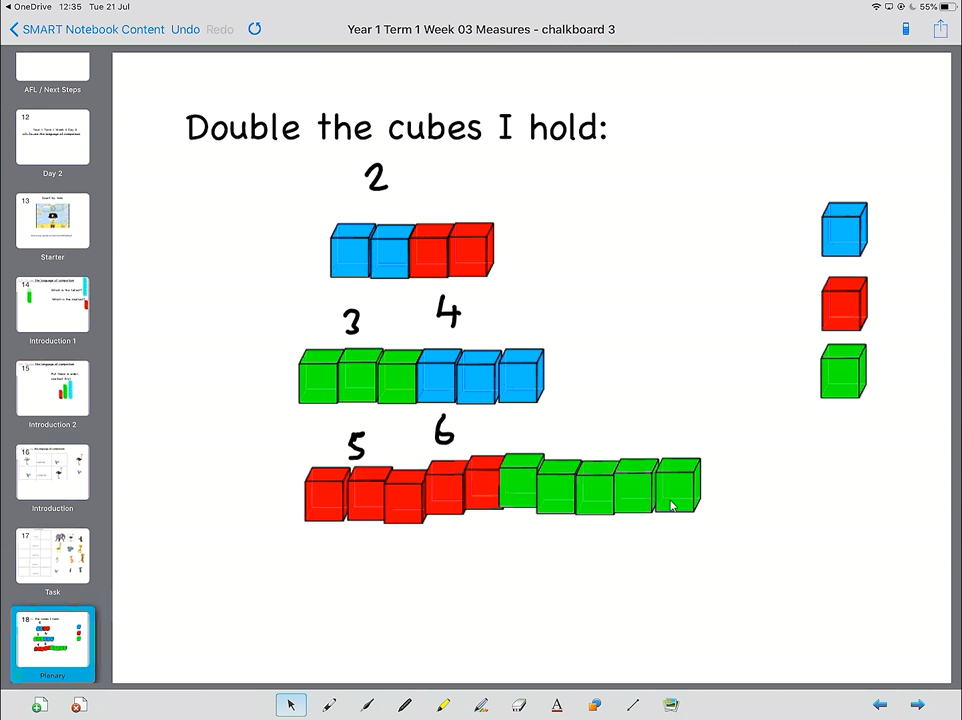 OneDrive 12:35 Tue 21 Jul 55%
SMART Notebook Content Undo Redo Year 1 Term 1 Week 03 Measures - chalkboard 3
AFL / Next Steps
12
Day 2
13
Starter
14
Introduction 1
15
Introduction 2
16
Introduction
17
Task
18
Plenary
Double the cubes I hold:
2
3 4
5 6